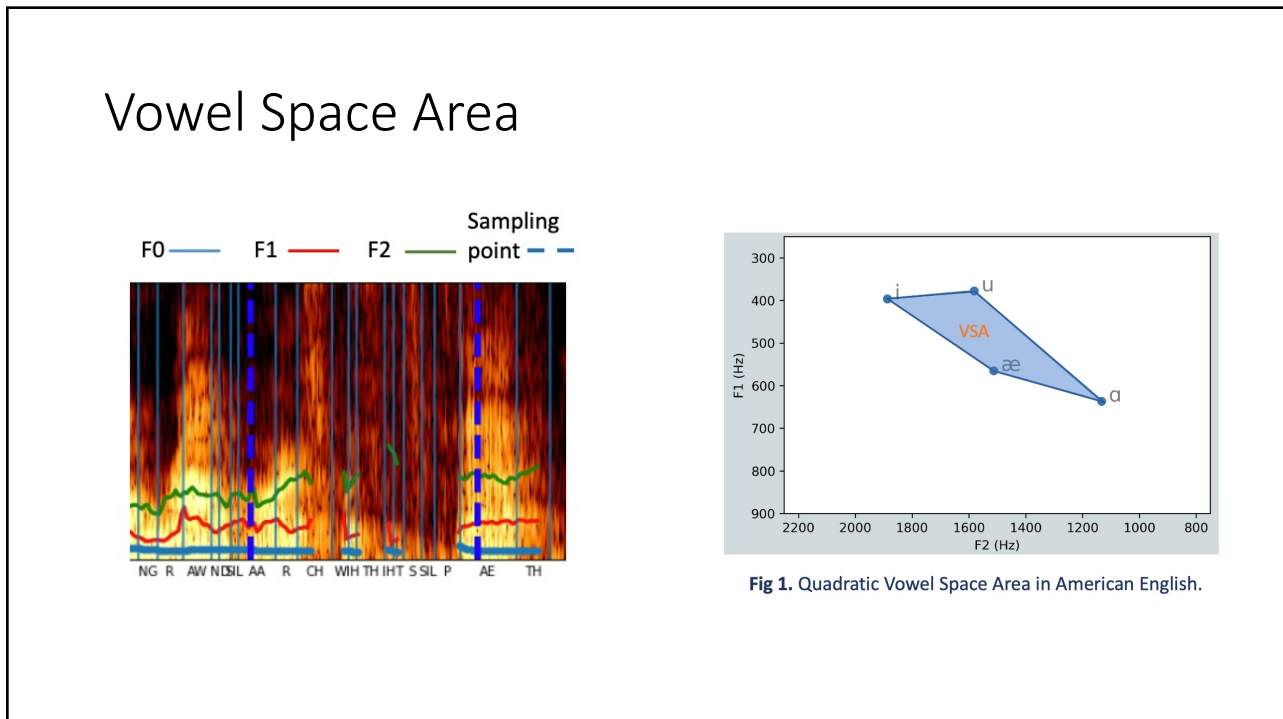 Vowel Space Area
F0 F1 F2 Sampling point
NG R AW N D SIL AA R CH W IH TH IH T S SIL P AE TH
300
400
500
600
700
800
900
F1 (Hz)
i
u
VSA
æ
ɑ
2200 2000 1800 1600 1400 1200 1000 800
F2 (Hz)
Fig 1. Quadratic Vowel Space Area in American English.